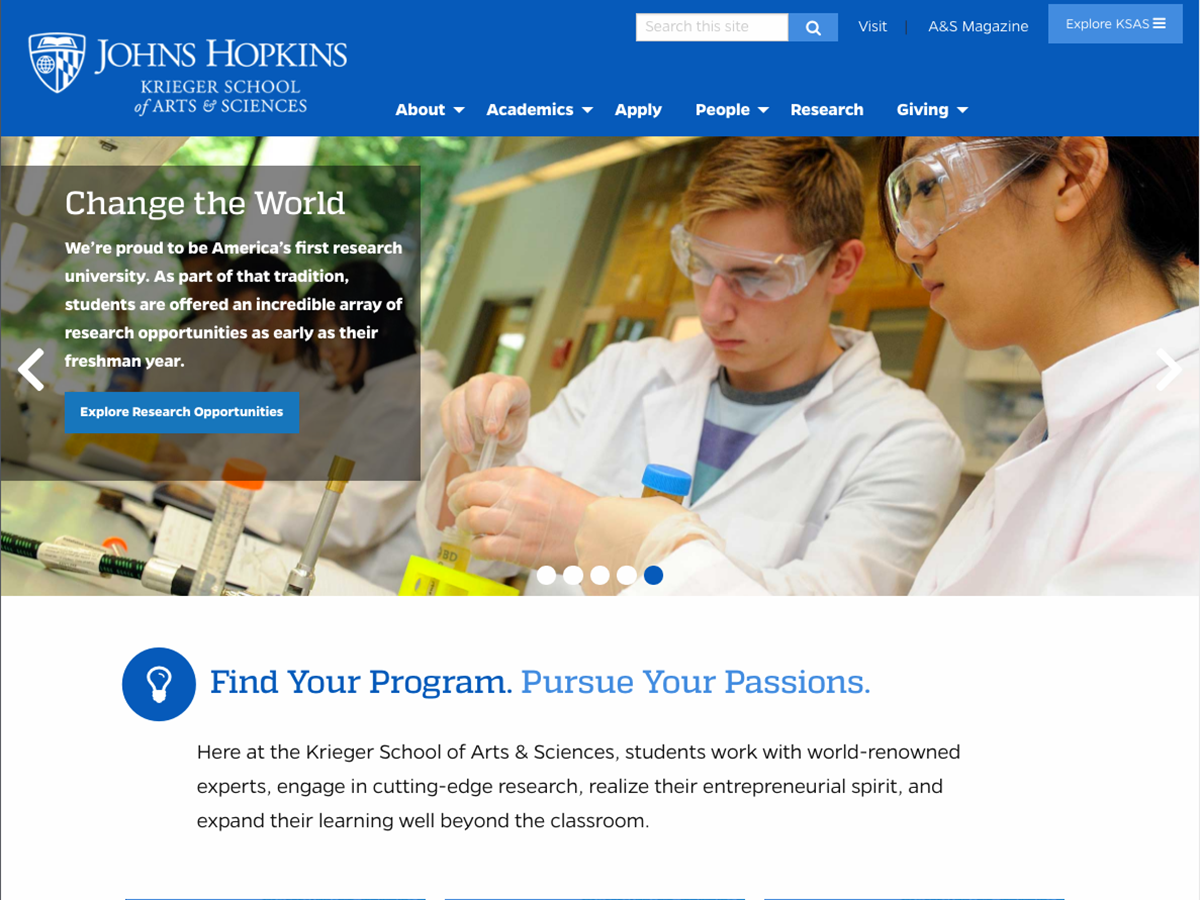 Search this site
Visit
A&S Magazine
Explore KSAS
JOHNS HOPKINS
KRIEGER SCHOOL
of ARTS & SCIENCES
About
Academics
Apply
People
Research
Giving
Change the World
We're proud to be America's first research
university. As part of that tradition,
students are offered an incredible array of
research opportunities as early as their
freshman year.
Explore Research Opportunities
Find Your Program. Pursue Your Passions.
Here at the Krieger School of Arts & Sciences, students work with world-renowned
experts, engage in cutting-edge research, realize their entrepreneurial spirit, and
expand their learning well beyond the classroom.